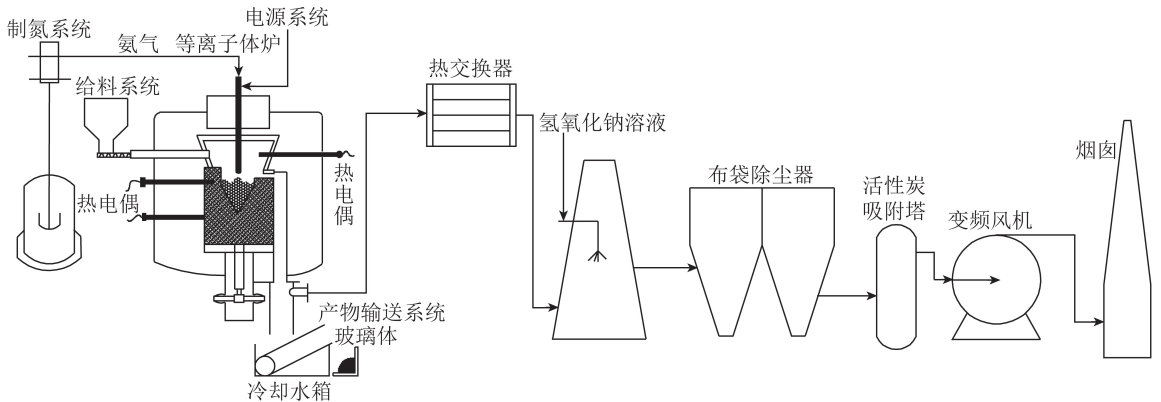 电源系统
制氮系统
氨气
等离子体炉
给料系统
热交换器
氢氧化钠溶液
热电偶
热电偶
布袋除尘器
活性炭
吸附塔
变频风机
烟囱
产物输送系统
玻璃体
冷却水箱